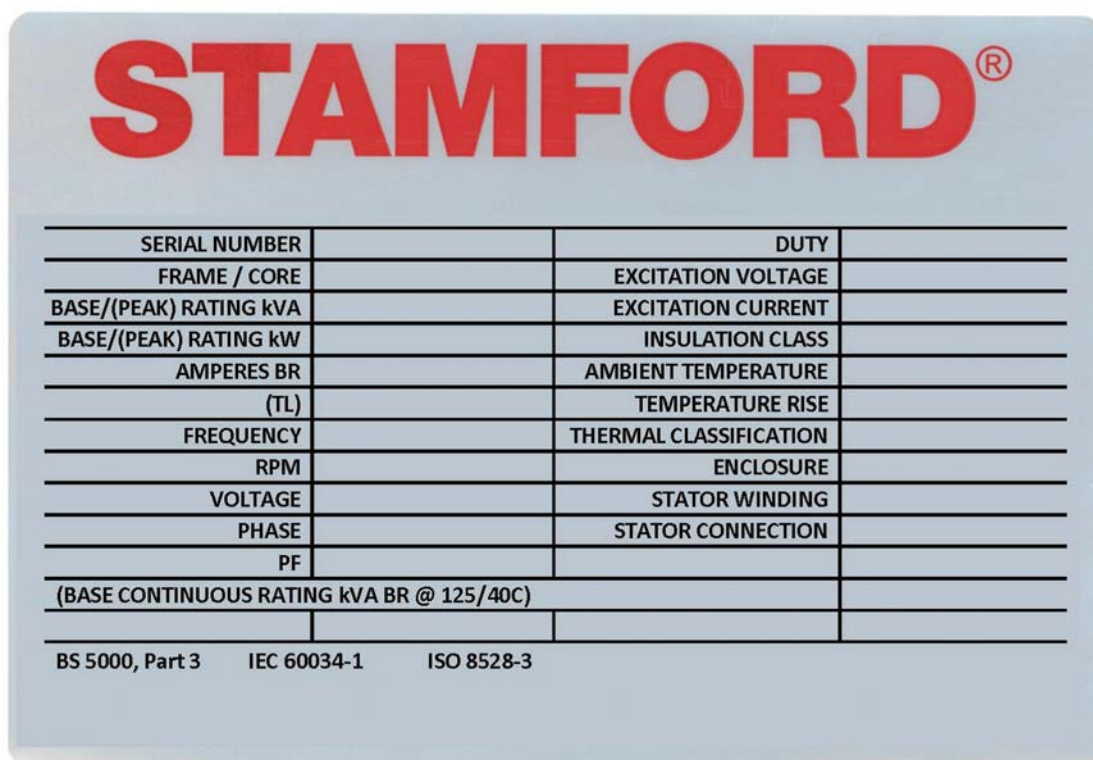 STAMFORD®
SERIAL NUMBER DUTY
FRAME / CORE EXCITATION VOLTAGE
BASE/(PEAK) RATING kVA EXCITATION CURRENT
BASE/(PEAK) RATING kW INSULATION CLASS
AMPERES BR AMBIENT TEMPERATURE
(TL) TEMPERATURE RISE
FREQUENCY THERMAL CLASSIFICATION
RPM ENCLOSURE
VOLTAGE STATOR WINDING
PHASE STATOR CONNECTION
PF
(BASE CONTINUOUS RATING kVA BR @ 125/40C)
BS 5000, Part 3 IEC 60034-1 ISO 8528-3